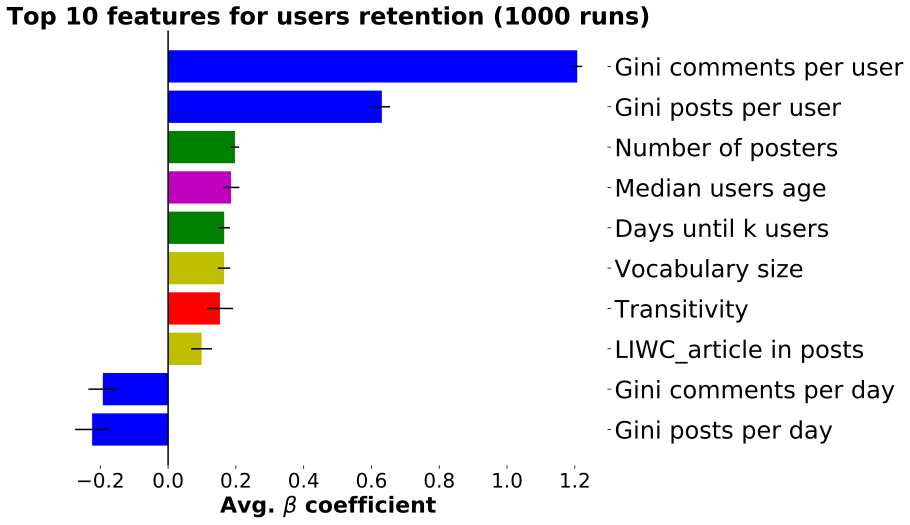 Top 10 features for users retention (1000 runs)
Gini comments per user
Gini posts per user
Number of posters
Median users age
Days until k users
Vocabulary size
Transitivity
LIWC_article in posts
Gini comments per day
Gini posts per day
−0.2 0.0 0.2 0.4 0.6 0.8 1.0 1.2
Avg. β coefficient